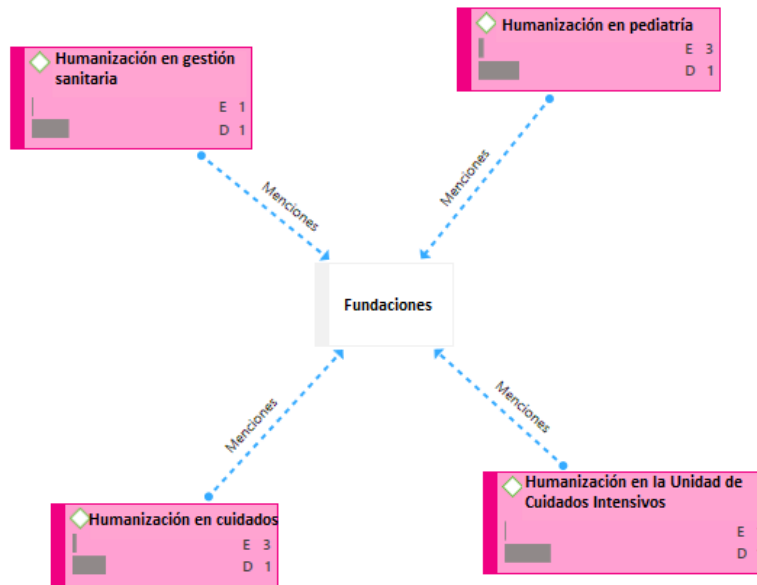 Humanización en gestión
sanitaria
E 1
D 1
Humanización en pediatría
E 3
D 1
Menciones
Menciones
Fundaciones
Menciones
Menciones
Humanización en cuidados
E 3
D 1
Humanización en la Unidad de
Cuidados Intensivos
E
D